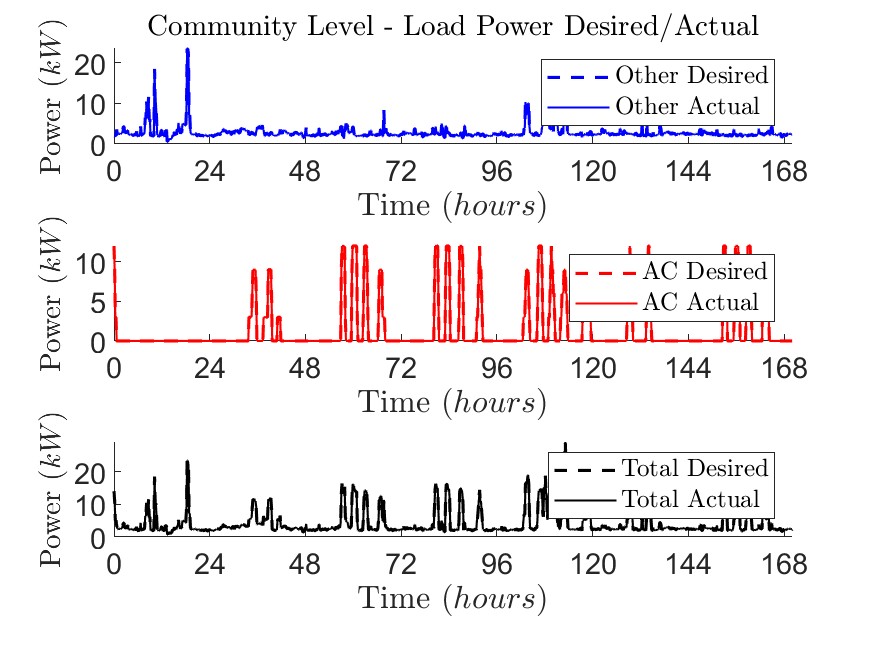 Community Level - Load Power Desired/Actual
Power (kW)
20
10
0
Other Desired
Other Actual
0 24 48 72 96 120 144 168
Time (hours)
Power (kW)
10
5
0
AC Desired
AC Actual
0 24 48 72 96 120 144 168
Time (hours)
Power (kW)
20
10
0
Total Desired
Total Actual
0 24 48 72 96 120 144 168
Time (hours)